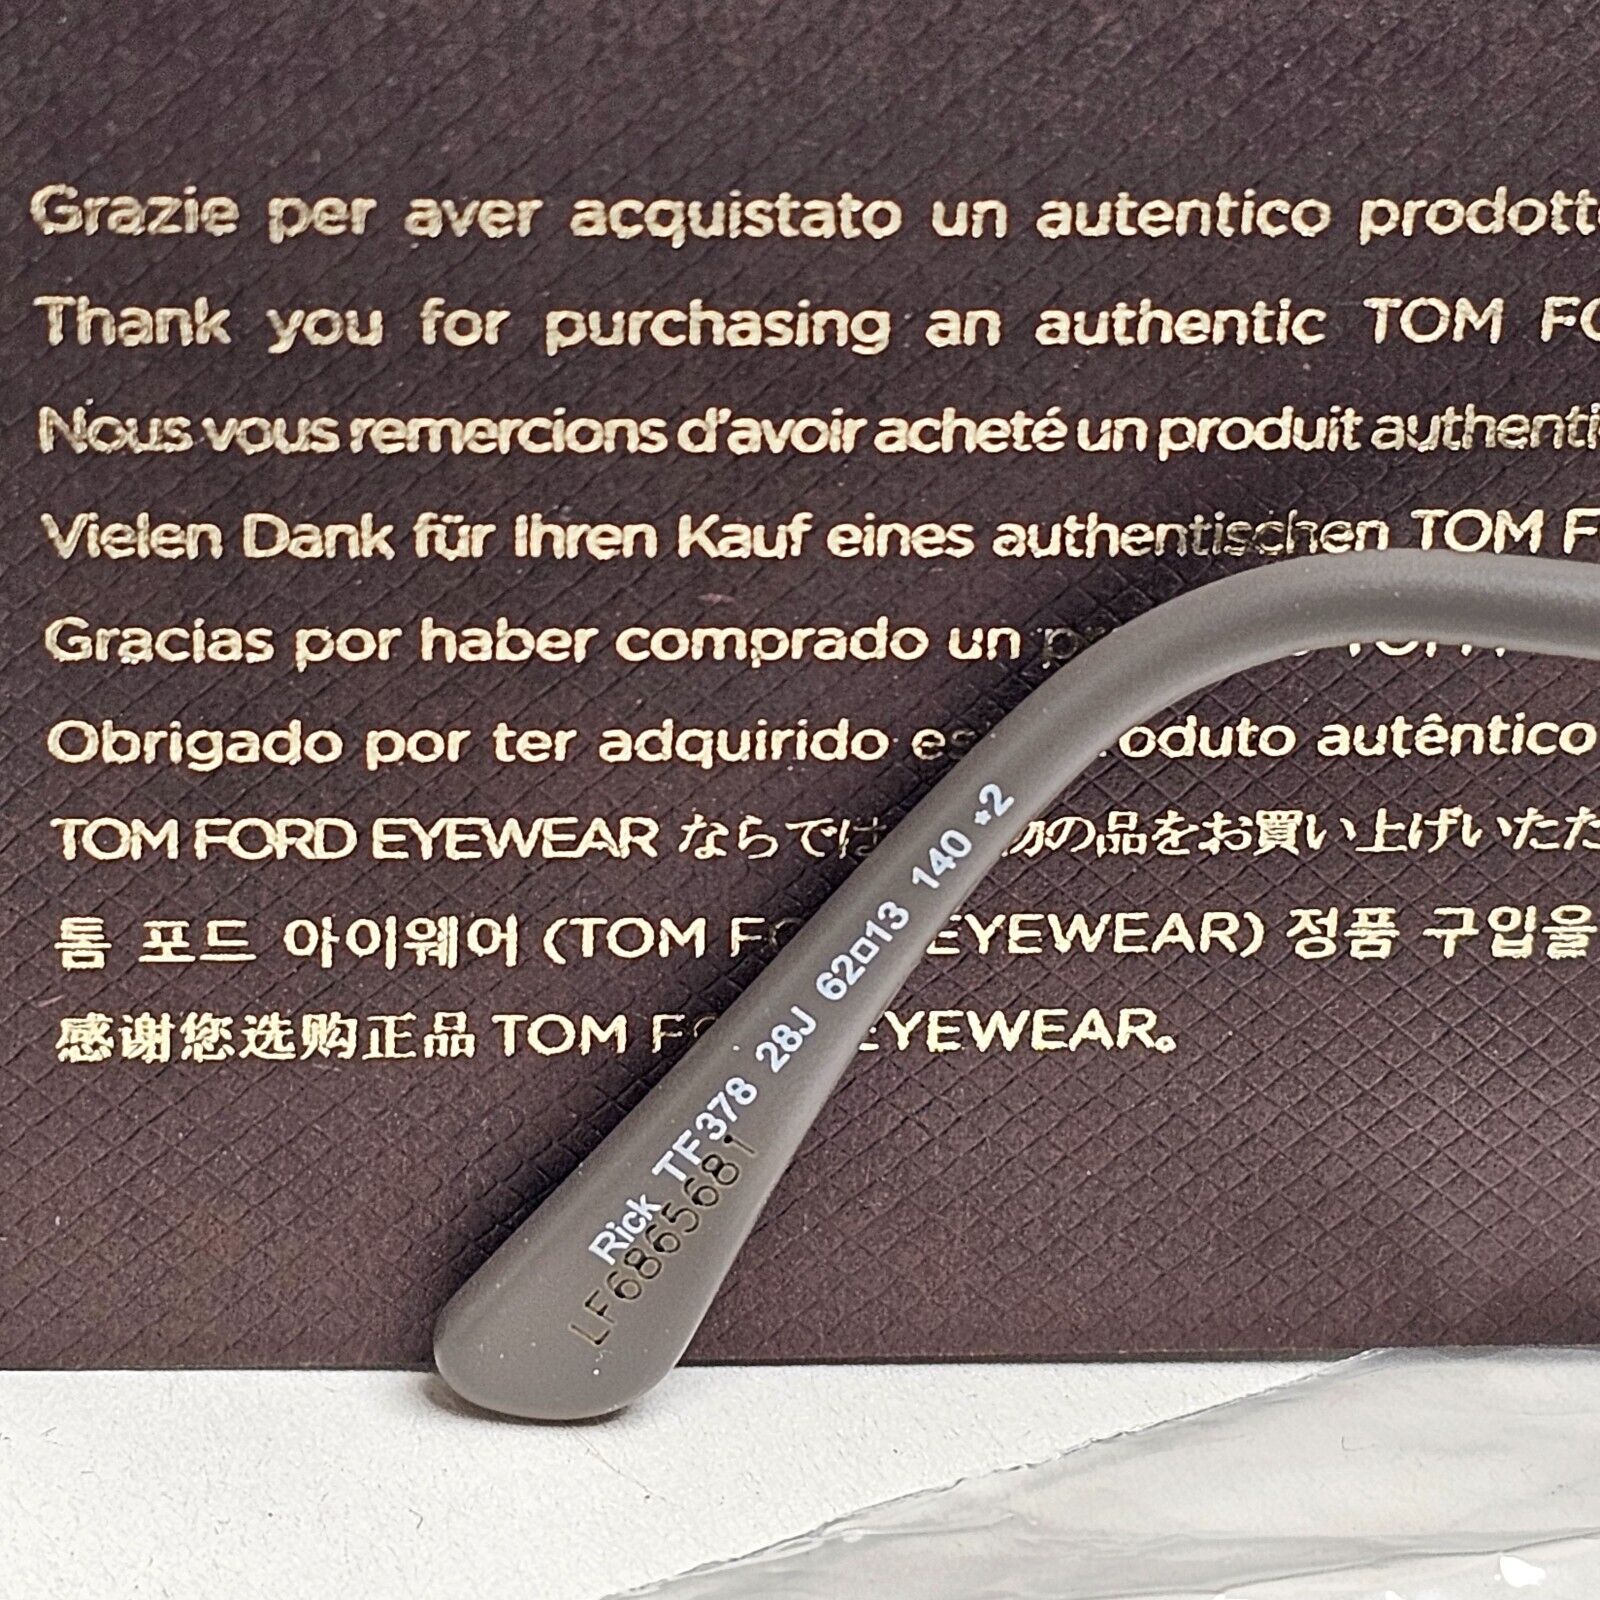 Grazie per aver acquistato un autentico prodott
Thank you for purchasing an authentic TOM
Nous vous remercions d'avoir acheté un produit authenti
Vielen Dank für Ihren Kauf eines authentischen TOM
Gracias por haber comprado un
Obrigado por ter adquirido oduto autêntico
TOM FORD EYEWEAR ならでは 物の品をお買い上げいただ
톰 포드 아이웨어 (TOM EYEWEAR) 정품 구입을
感谢您选购正品 TOM EYEWEAR。
Rick TF378 28J 62□13 140 *2
LF6865681